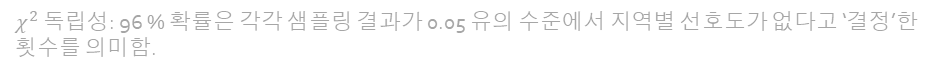 χ² 독립성: 96 % 확률은 각각 샘플링 결과가 0.05 유의 수준에서 지역별 선호도가 없다고 ‘결정’한
횟수를 의미함.